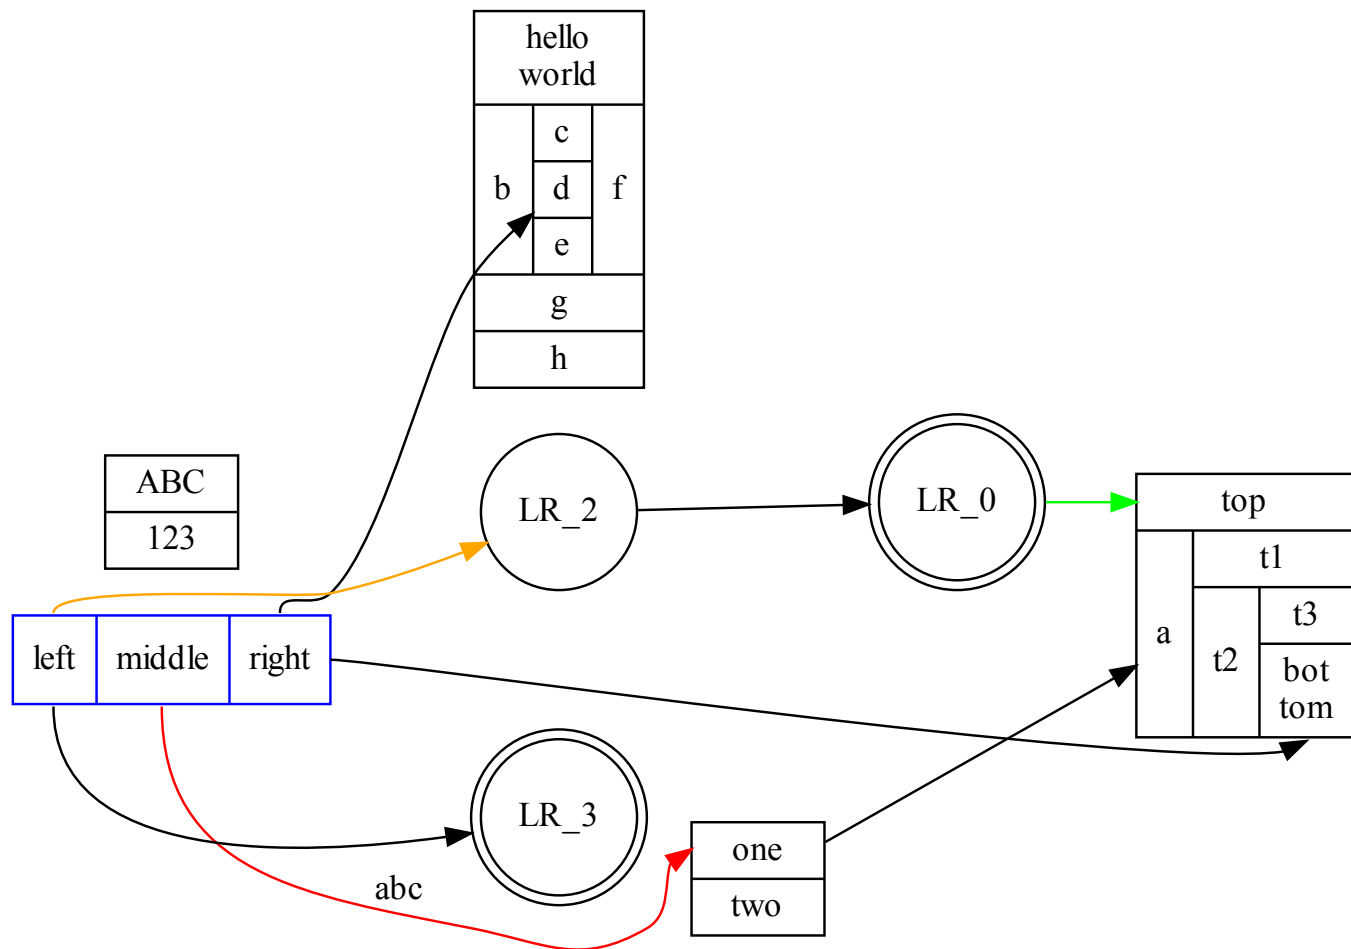 hello
world
c
b
d
f
e
g
h
ABC
123
LR_2
LR_0
top
t1
a
t2
t3
bot
tom
left
middle
right
LR_3
abc
one
two